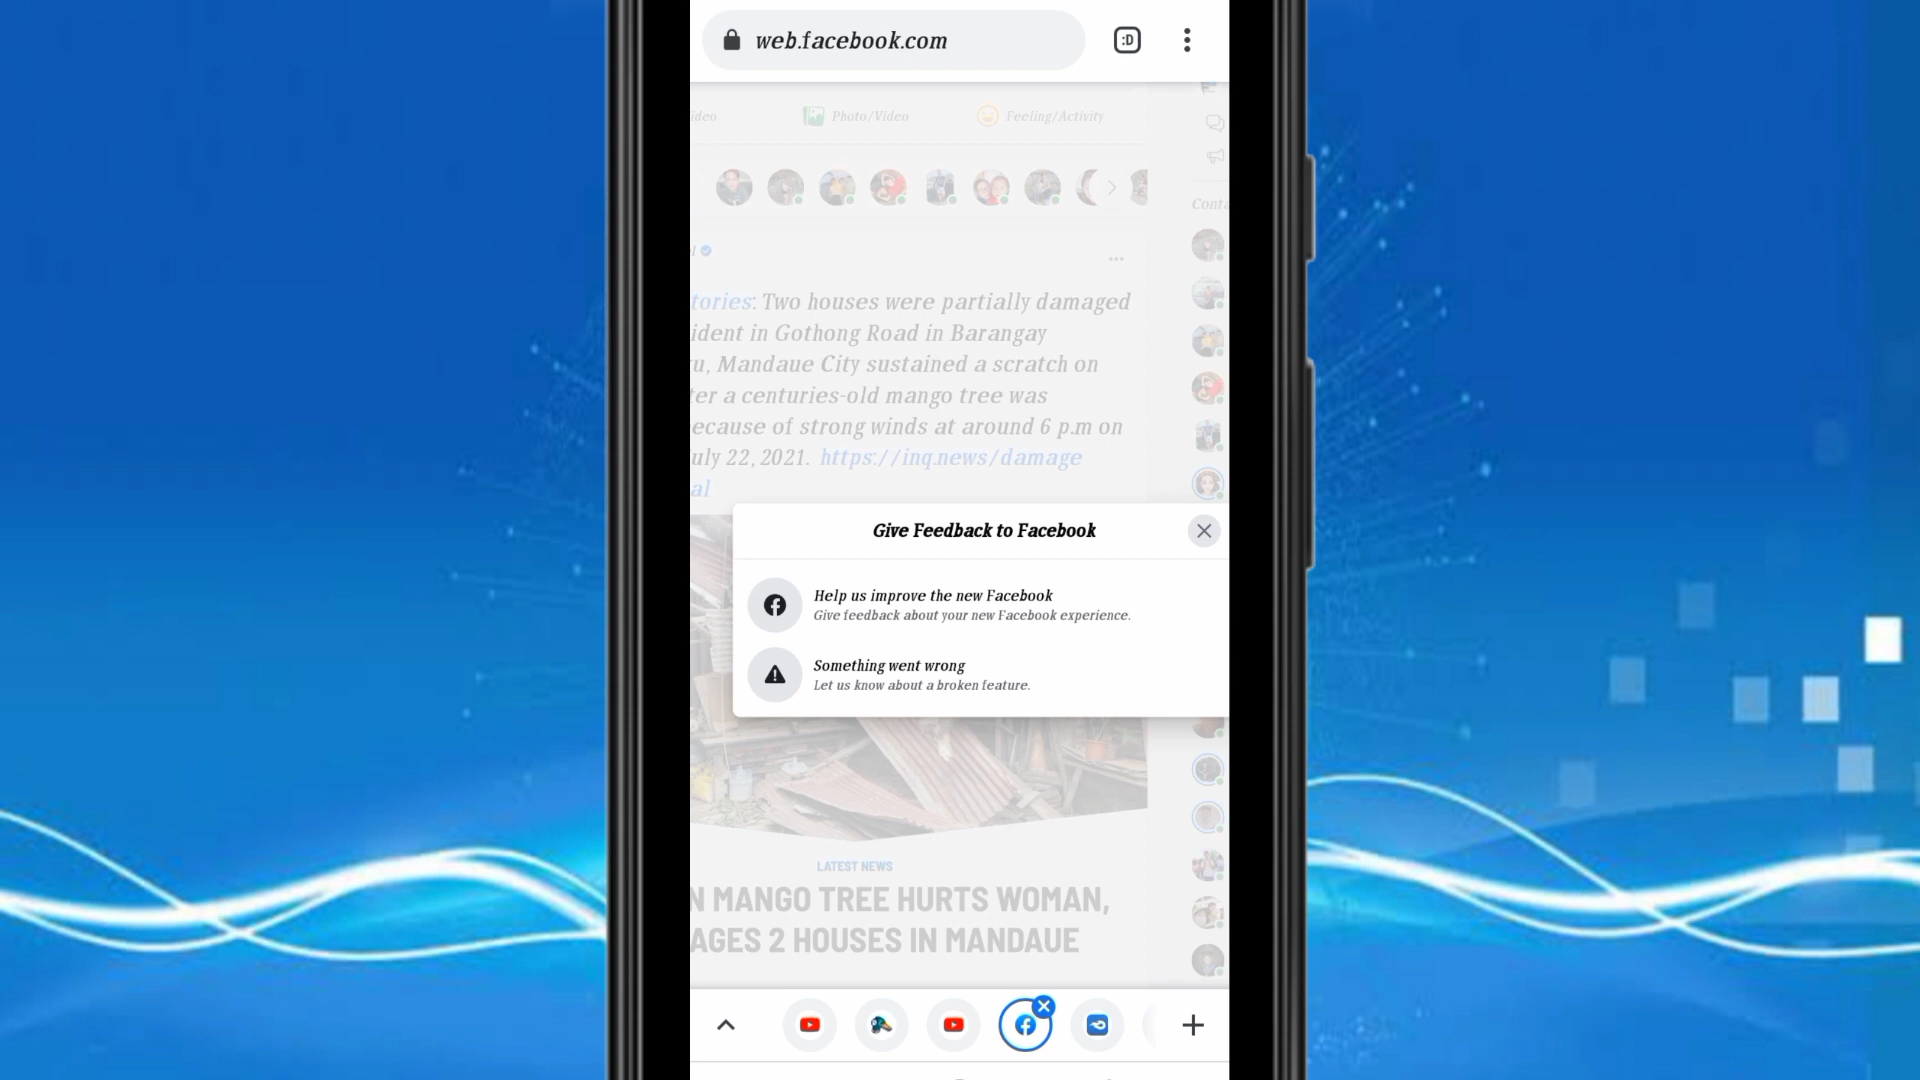 web.facebook.com
:D
ideo
Photo/Video
Feeling/Activity
Conta
l
tories: Two houses were partially damaged
ident in Gothong Road in Barangay
u, Mandaue City sustained a scratch on
ter a centuries-old mango tree was
ecause of strong winds at around 6 p.m on
uly 22, 2021. https://inq.news/damage
al
Give Feedback to Facebook
Help us improve the new Facebook
Give feedback about your new Facebook experience.
Something went wrong
Let us know about a broken feature.
LATEST NEWS
N MANGO TREE HURTS WOMAN,
AGES 2 HOUSES IN MANDAUE